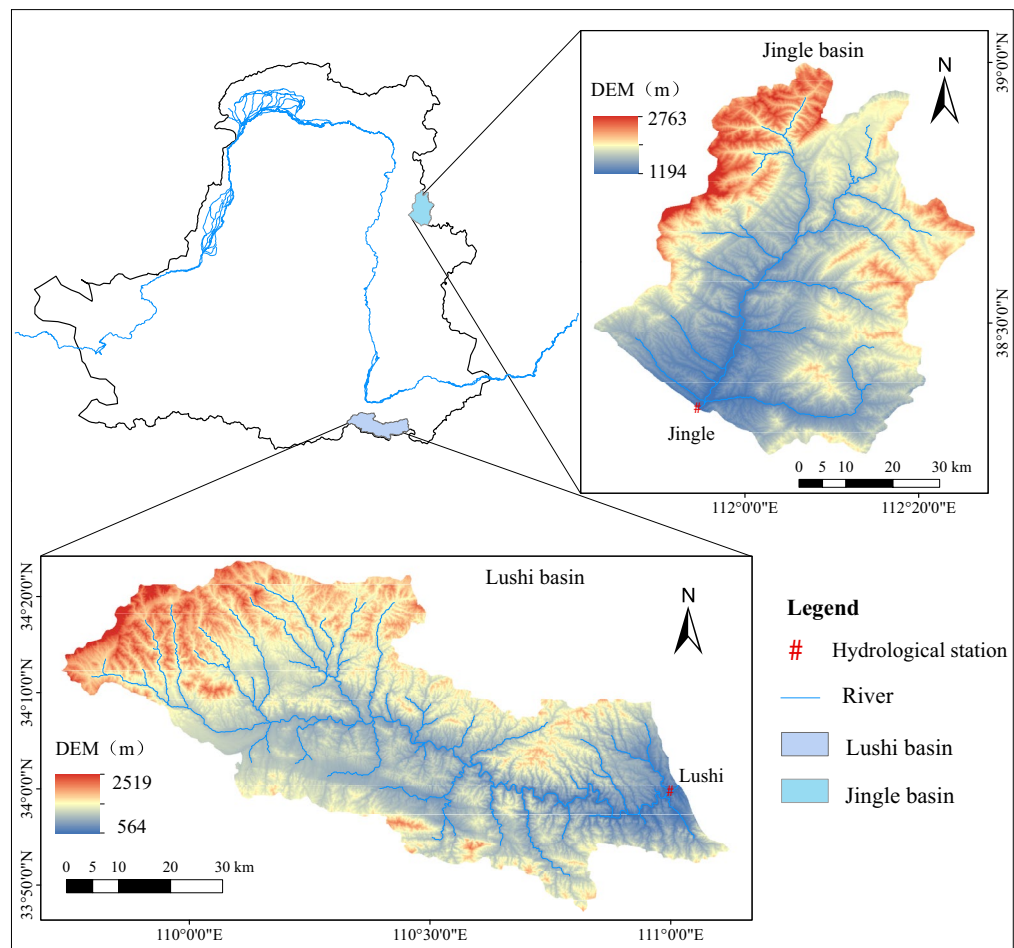 Jingle basin
N
DEM（m）
2763
1194
39°0'0"N
38°30'0"N
#
Jingle
0 5 10 20 30 km
112°0'0"E
112°20'0"E
Lushi basin
N
34°20'0"N
34°10'0"N
34°0'0"N
33°50'0"N
DEM（m）
2519
564
#
Lushi
0 5 10 20 30 km
110°0'0"E
110°30'0"E
111°0'0"E
Legend
# Hydrological station
River
Lushi basin
Jingle basin